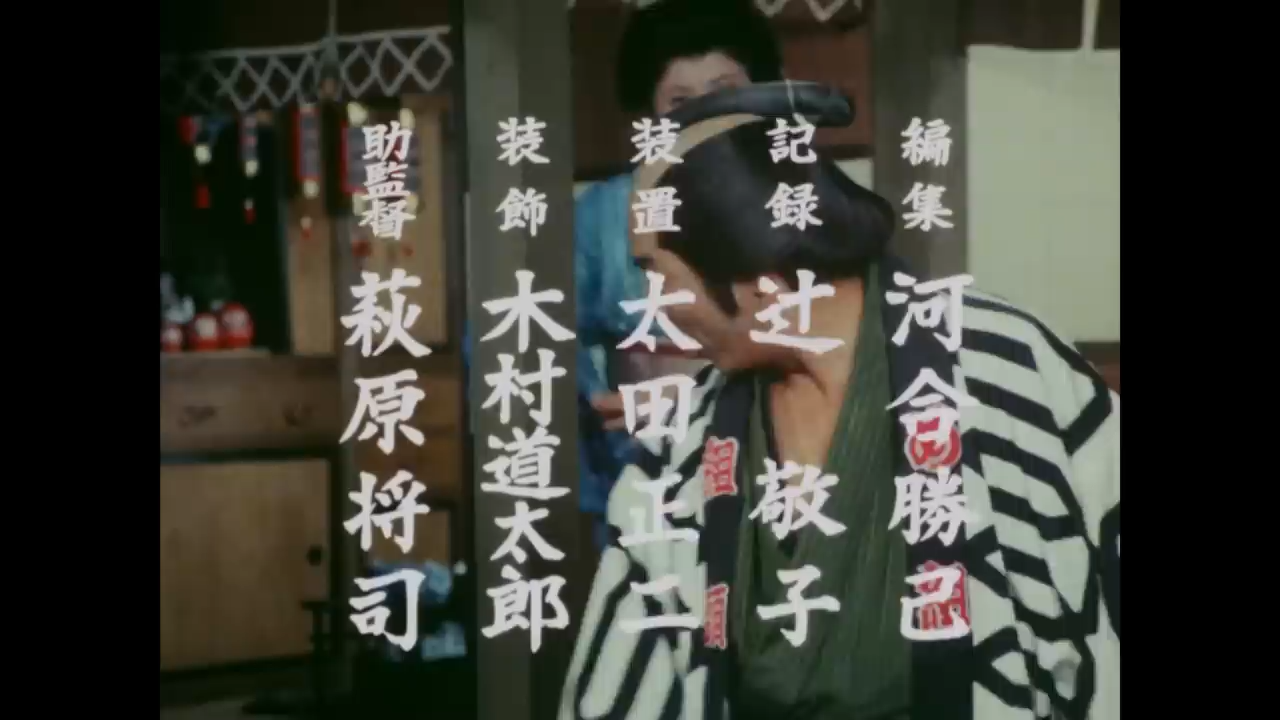 編集 河合勝己
記録 辻敬子
装置 太田正二
装飾 木村道太郎
助監督 萩原将司